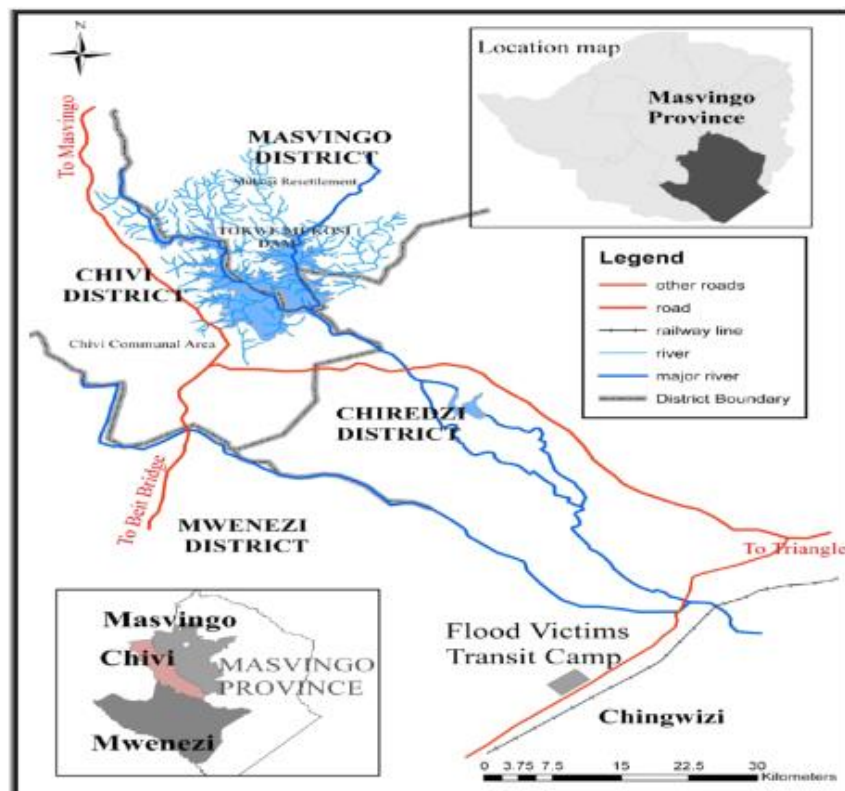 N
Location map
Masvingo
Province
To Masvingo
MASVINGO
DISTRICT
Resetilement
TOKWE MUKOSI
DAM
CHIVI
DISTRICT
Chivi Communal Area
Legend
other roads
road
railway line
river
major river
District Boundary
CHIREDZI
DISTRICT
To Beit Bridge
MWENEZI
DISTRICT
To Triangle
Masvingo
Chivi
MASVINGO
PROVINCE
Mwenezi
Flood Victims
Transit Camp
Chingwizi
0 3.75 7.5 15 22.5 30
Kilometers